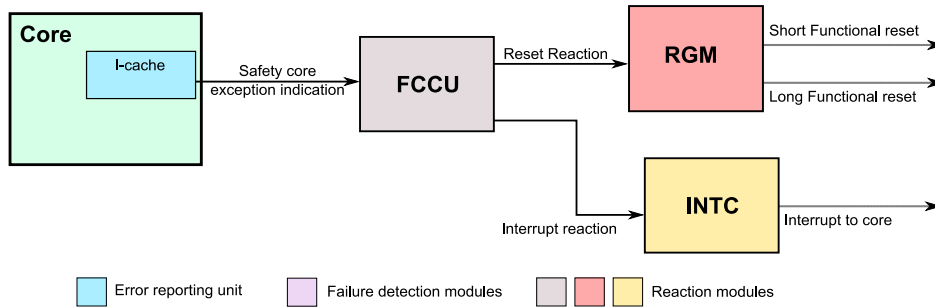 Core
I-cache
Safety core
exception indication
FCCU
Reset Reaction
RGM
Short Functional reset
Long Functional reset
Interrupt reaction
INTC
Interrupt to core
Error reporting unit
Failure detection modules
Reaction modules